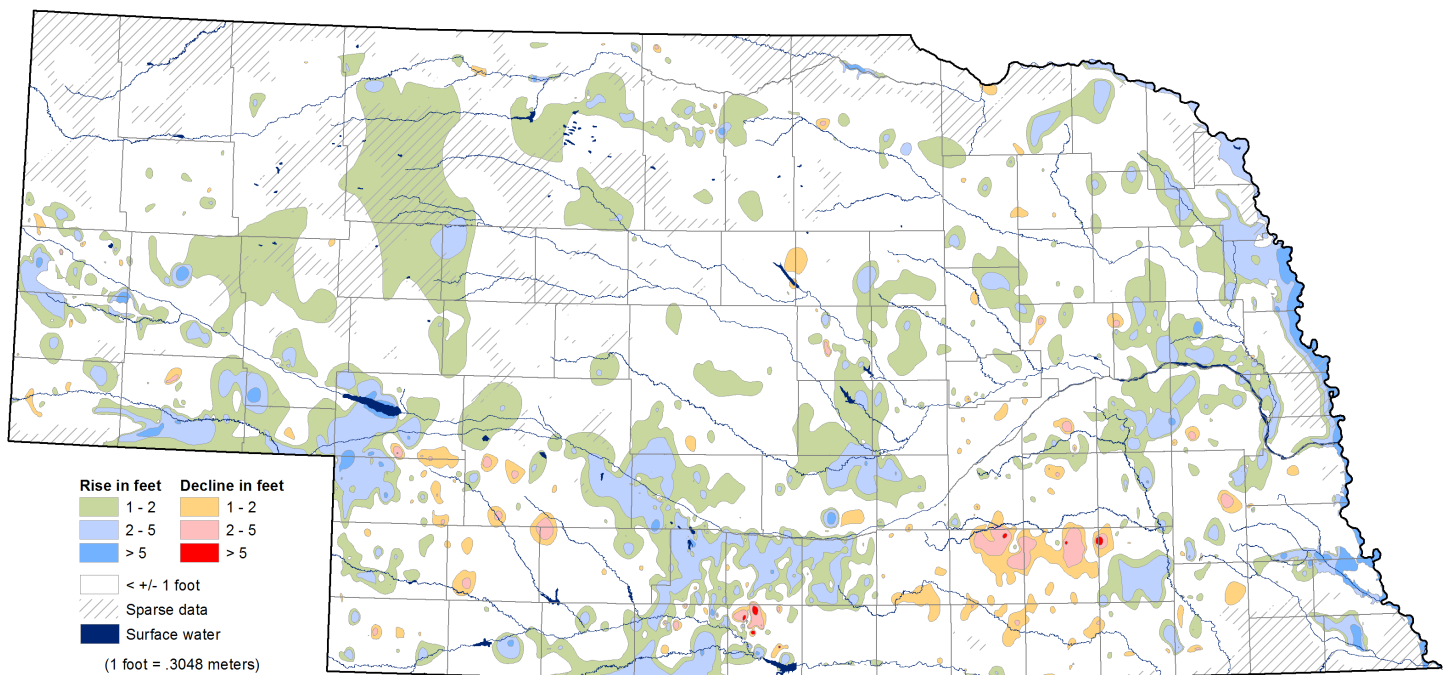 Rise in feet Decline in feet
1 - 2 1 - 2
2 - 5 2 - 5
> 5 > 5
< +/- 1 foot
Sparse data
Surface water
(1 foot = .3048 meters)